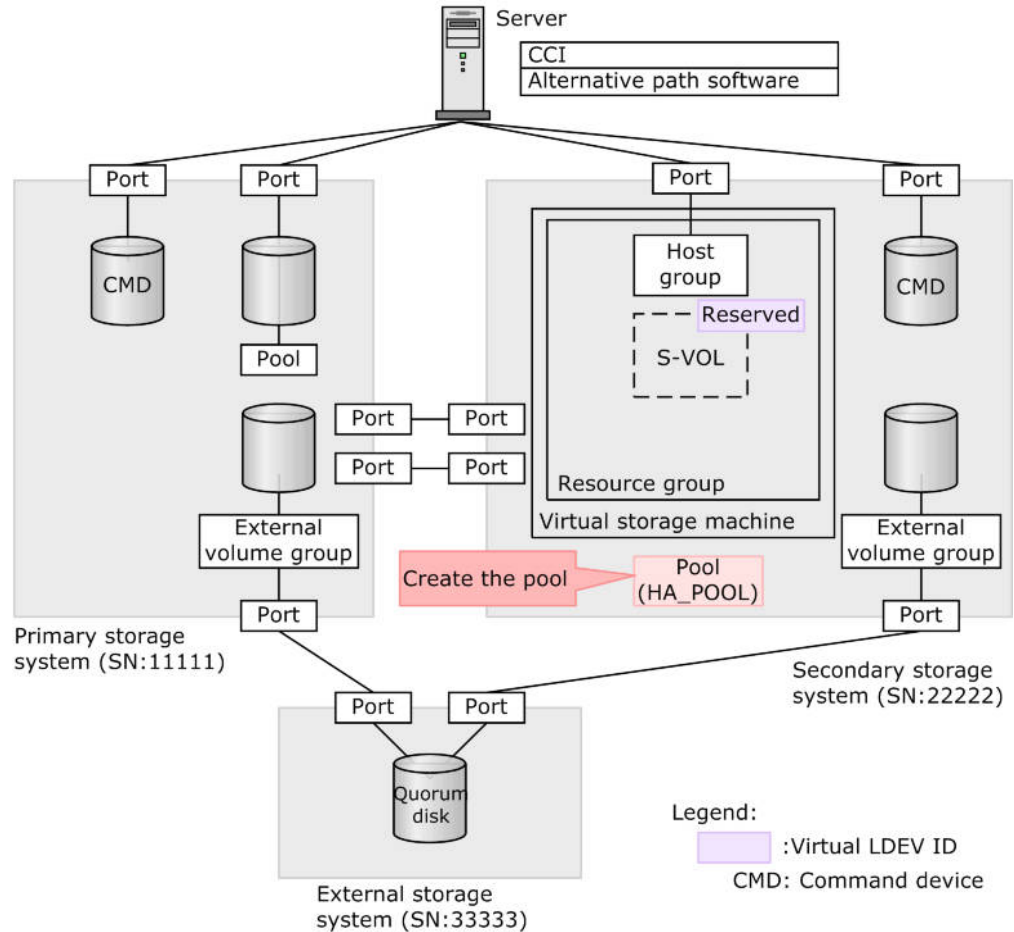 Server
CCI
Alternative path software
Port
Port
Port
Port
CMD
Host
group
CMD
Reserved
S-VOL
Pool
Port
Port
Port
Port
Resource group
External
volume group
Virtual storage machine
External
volume group
Create the pool
Pool
(HA_POOL)
Port
Port
Primary storage
system (SN:11111)
Secondary storage
system (SN:22222)
Port
Port
Quorum
disk
Legend:
:Virtual LDEV ID
CMD: Command device
External storage
system (SN:33333)